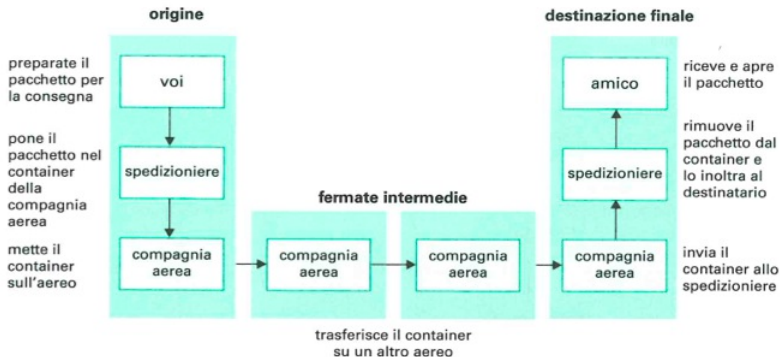 origine
destinazione finale
preparate il
pacchetto per
la consegna
voi
amico
riceve e apre
il pacchetto
pone il
pacchetto nel
container
della
compagnia
aerea
spedizioniere
spedizioniere
rimuove il
pacchetto dal
container e
lo inoltra al
destinatario
fermate intermedie
mette il
container
sull'aereo
compagnia
aerea
compagnia
aerea
compagnia
aerea
compagnia
aerea
invia il
container allo
spedizioniere
trasferisce il container
su un altro aereo